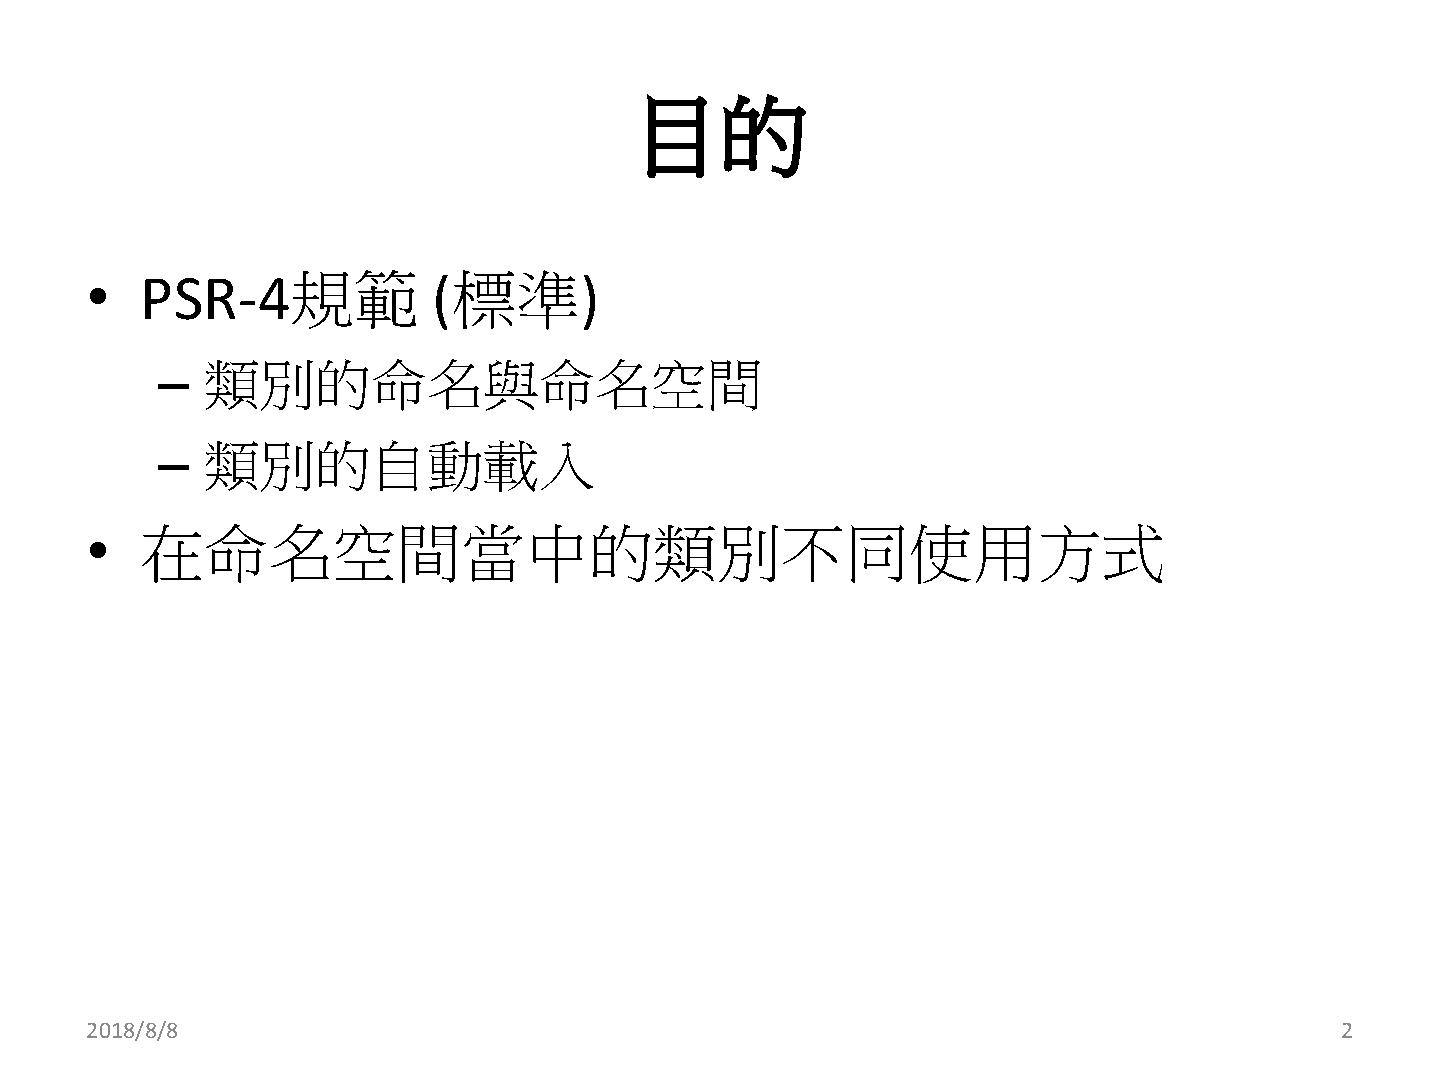 目的
• PSR-4規範 (標準)
– 類別的命名與命名空間
– 類別的自動載入
• 在命名空間當中的類別不同使用方式
2018/8/8
2